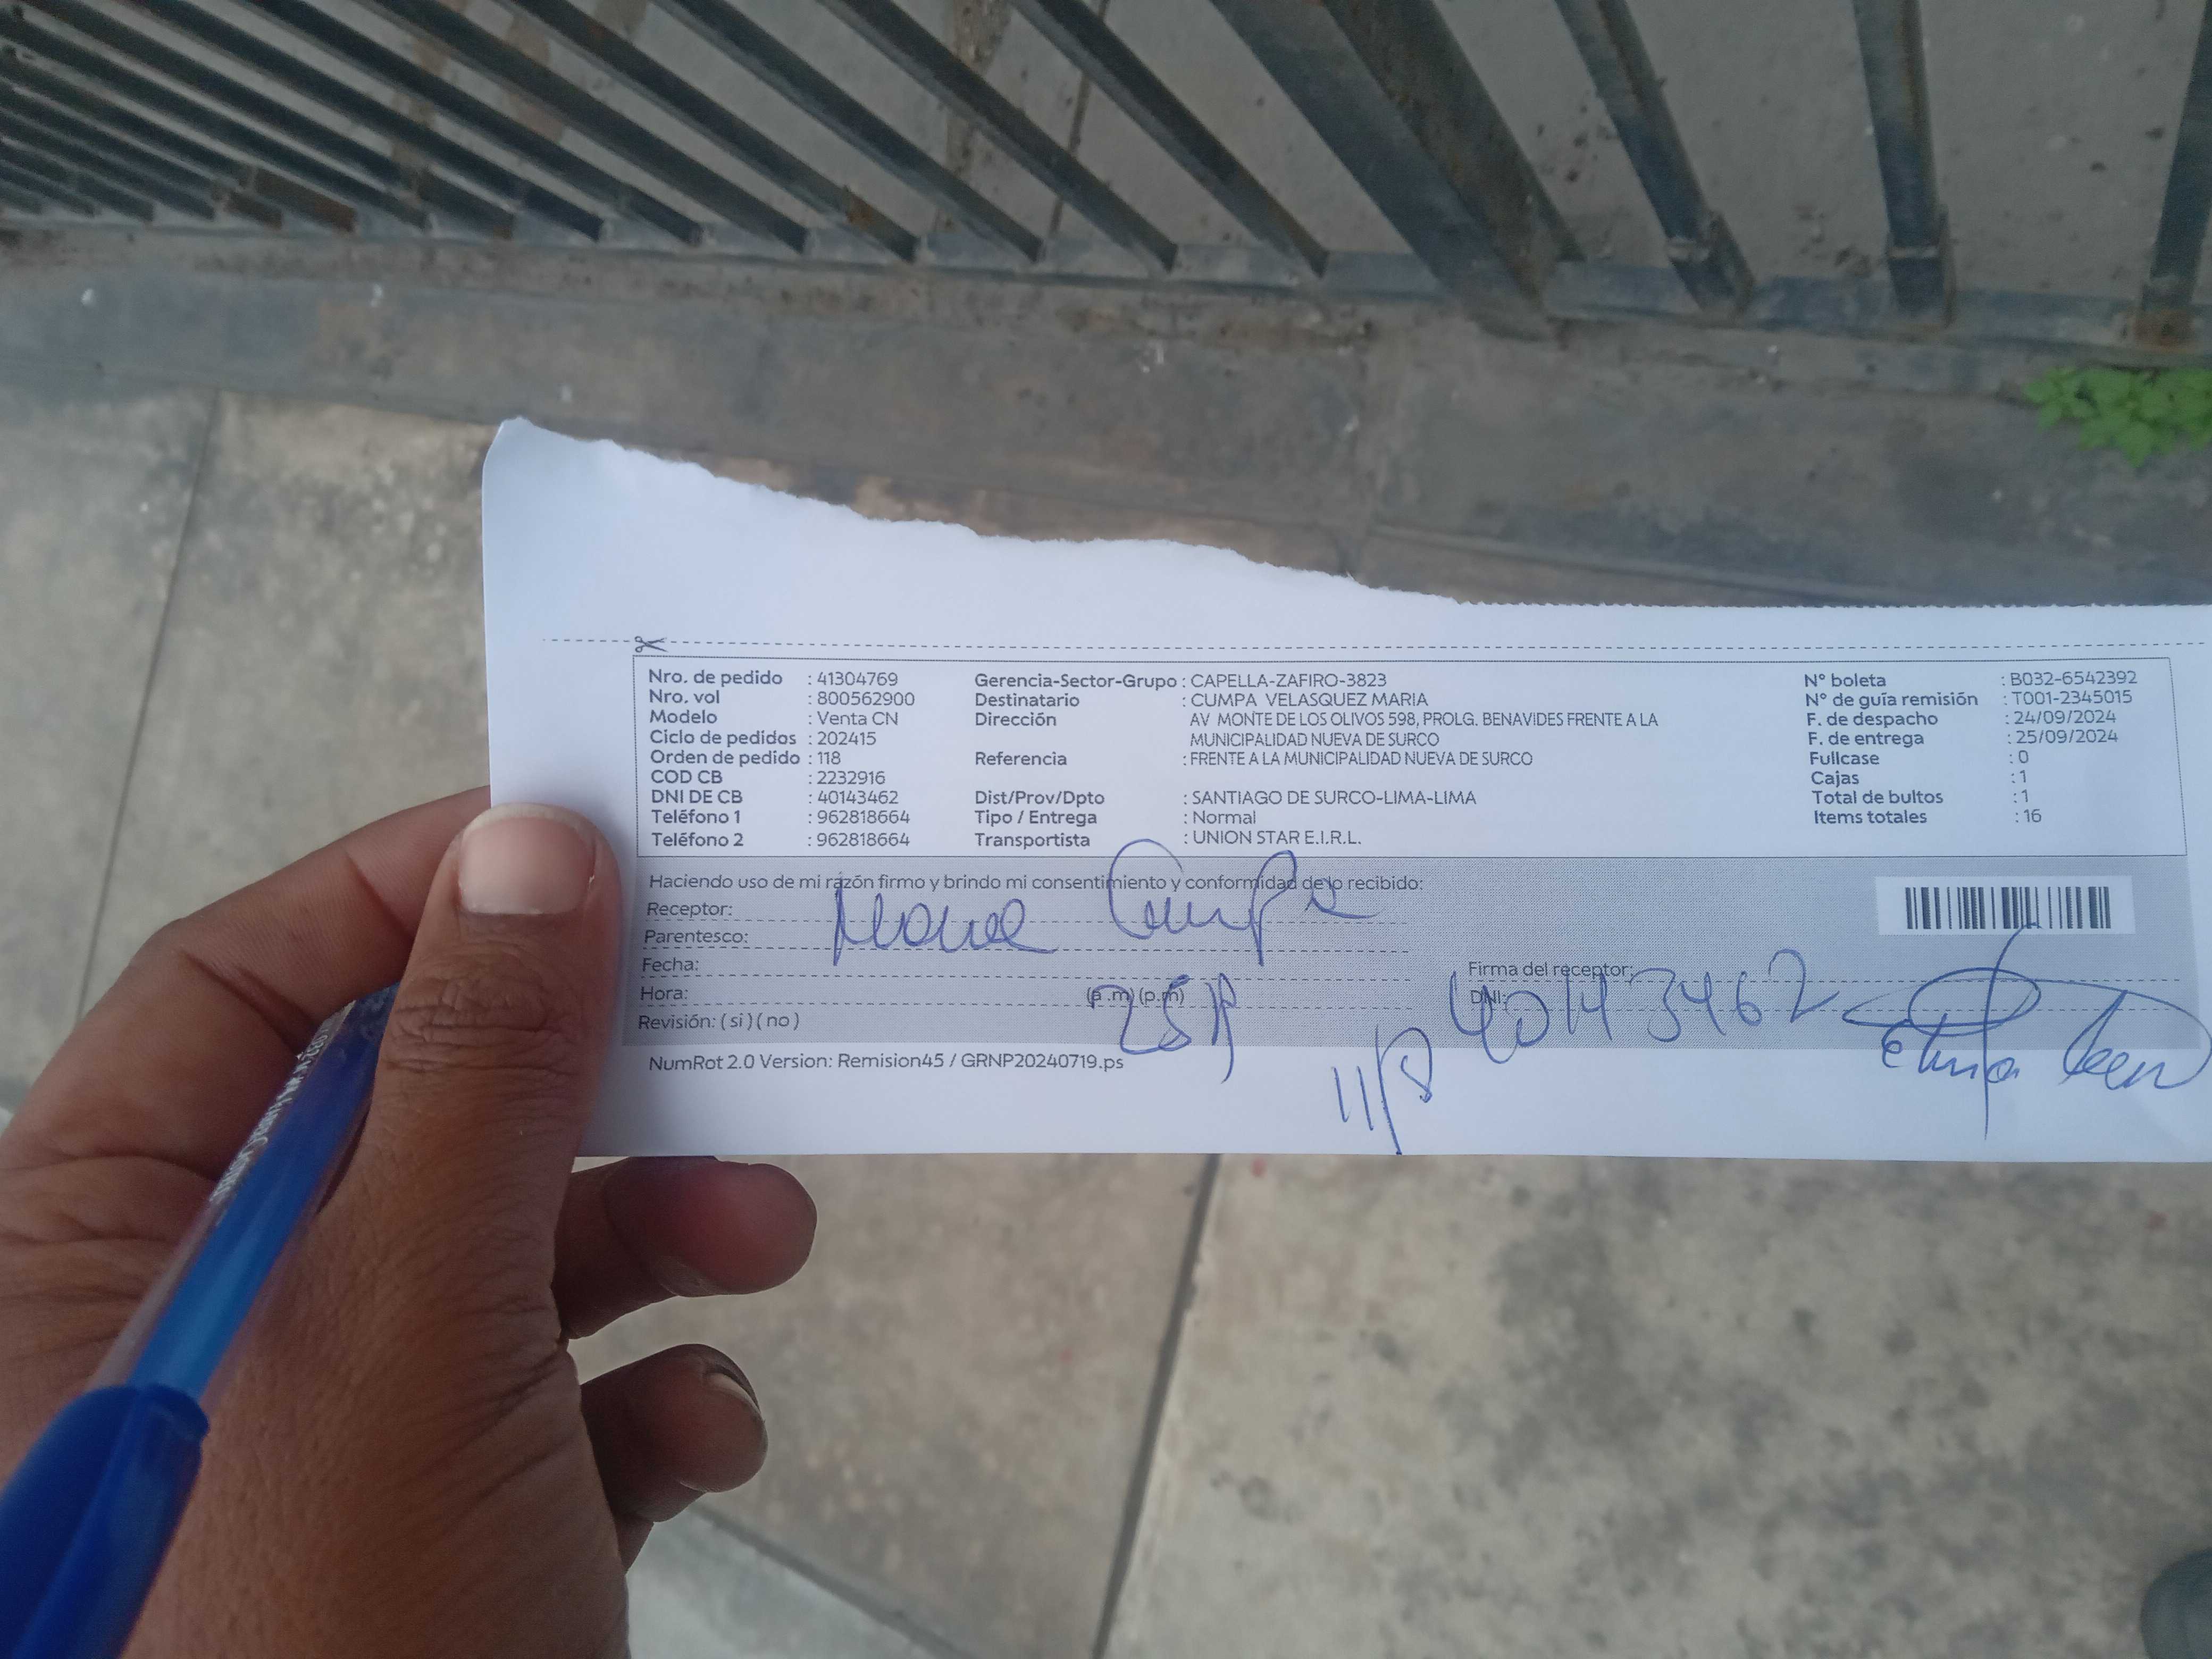 Nro. de pedido : 41304769 Gerencia-Sector-Grupo : CAPELLA-ZAFIRO-3823 N° boleta : B032-6542392
Nro. vol : 800562900 Destinatario : CUMPA VELASQUEZ MARIA N° de guía remisión : T001-2345015
Modelo : Venta CN Dirección AV MONTE DE LOS OLIVOS 598, PROLG. BENAVIDES FRENTE A LA F. de despacho : 24/09/2024
Ciclo de pedidos : 202415 MUNICIPALIDAD NUEVA DE SURCO F. de entrega : 25/09/2024
Orden de pedido : 118 Referencia : FRENTE A LA MUNICIPALIDAD NUEVA DE SURCO Fullcase : 0
COD CB : 2232916 Cajas : 1
DNI DE CB : 40143462 Dist/Prov/Dpto : SANTIAGO DE SURCO-LIMA-LIMA Total de bultos : 1
Teléfono 1 : 962818664 Tipo / Entrega : Normal Items totales : 16
Teléfono 2 : 962818664 Transportista : UNION STAR E.I.R.L.
Haciendo uso de mi razón firmo y brindo mi consentimiento y conformidad de lo recibido:
Receptor: Cumpa
Parentesco:
Fecha: Firma del receptor:
Hora: (a .m) (p.m) DNI: 40143462
Revisión: ( si ) ( no )
NumRot 2.0 Version: Remision45 / GRNP20240719.ps